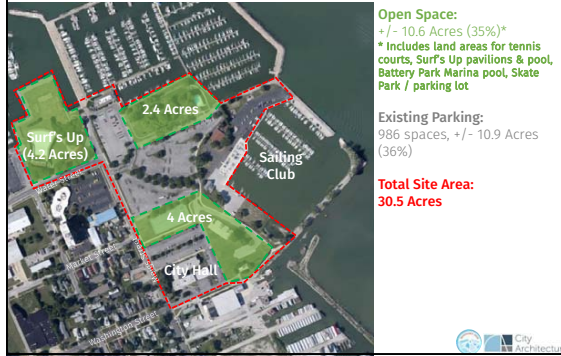 Open Space:
+/- 10.6 Acres (35%)*
* Includes land areas for tennis
courts, Surf's Up pavilions & pool,
Battery Park Marina pool, Skate
Park / parking lot
Existing Parking:
986 spaces, +/- 10.9 Acres
(36%)
Total Site Area:
30.5 Acres
2.4 Acres
Surf's Up
(4.2 Acres)
Sailing
Club
Water Street
4 Acres
City Hall
Market Street
Washington Street
City
Architecture